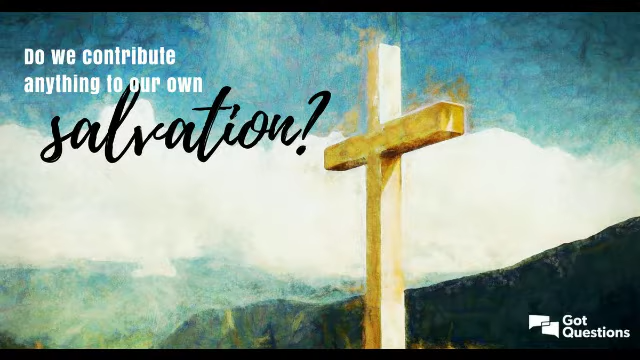 Do we contribute
anything to our own
salvation?
Got
Questions